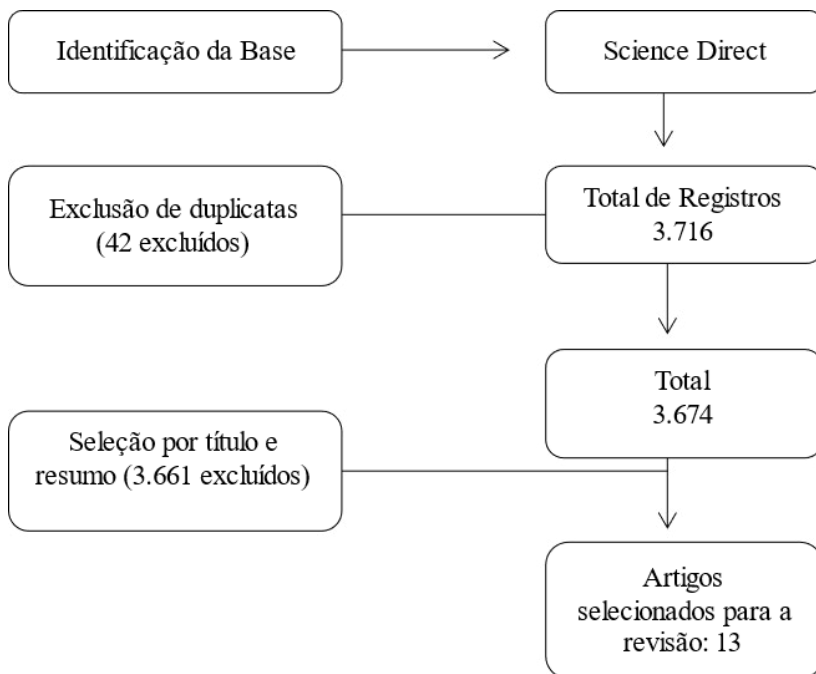 Identificação da Base
Science Direct
Exclusão de duplicatas
(42 excluídos)
Total de Registros
3.716
Total
3.674
Seleção por título e
resumo (3.661 excluídos)
Artigos
selecionados para a
revisão: 13